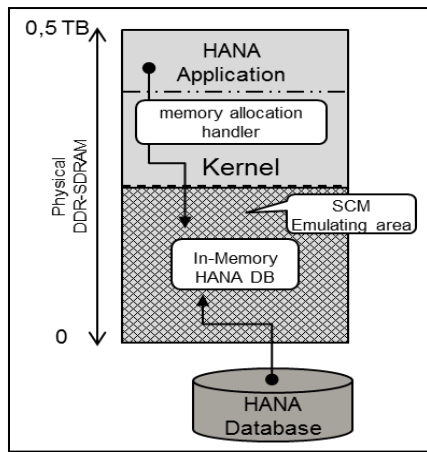 0,5 TB
HANA
Application
memory allocation
handler
Kernel
Physical
DDR-SDRAM
SCM
Emulating area
In-Memory
HANA DB
0
HANA
Database